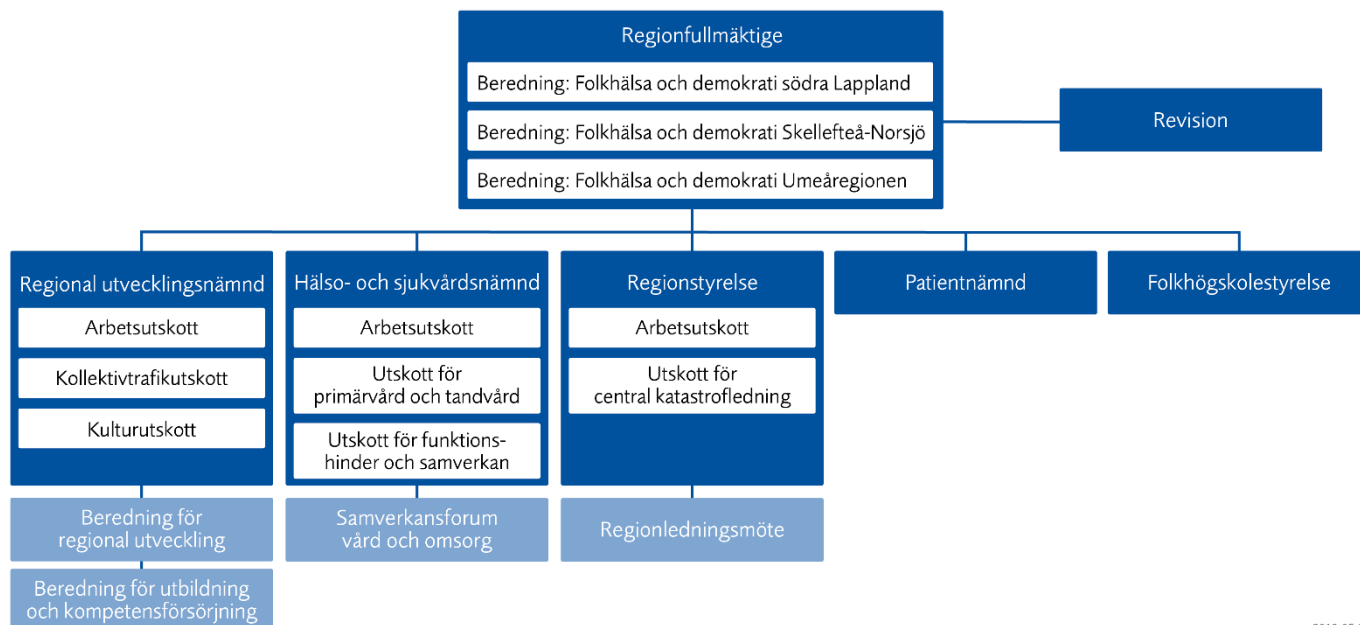 Regionfullmäktige
Beredning: Folkhälsa och demokrati södra Lappland
Beredning: Folkhälsa och demokrati Skellefteå-Norsjö
Beredning: Folkhälsa och demokrati Umeåregionen
Revision
Regional utvecklingsnämnd
Arbetsutskott
Kollektivtrafikutskott
Kulturutskott
Beredning för
regional utveckling
Beredning för utbildning
och kompetensförsörjning
Hälso- och sjukvårdsnämnd
Arbetsutskott
Utskott för
primärvård och tandvård
Utskott för funktions-
hinder och samverkan
Samverkansforum
vård och omsorg
Regionstyrelse
Arbetsutskott
Utskott för
central katastrofledning
Regionledningsmöte
Patientnämnd
Folkhögskolestyrelse